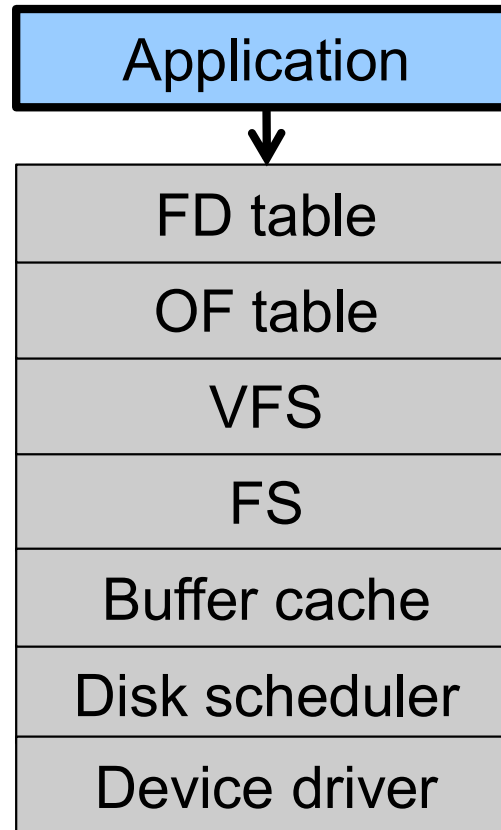 Application
FD table
OF table
VFS
FS
Buffer cache
Disk scheduler
Device driver